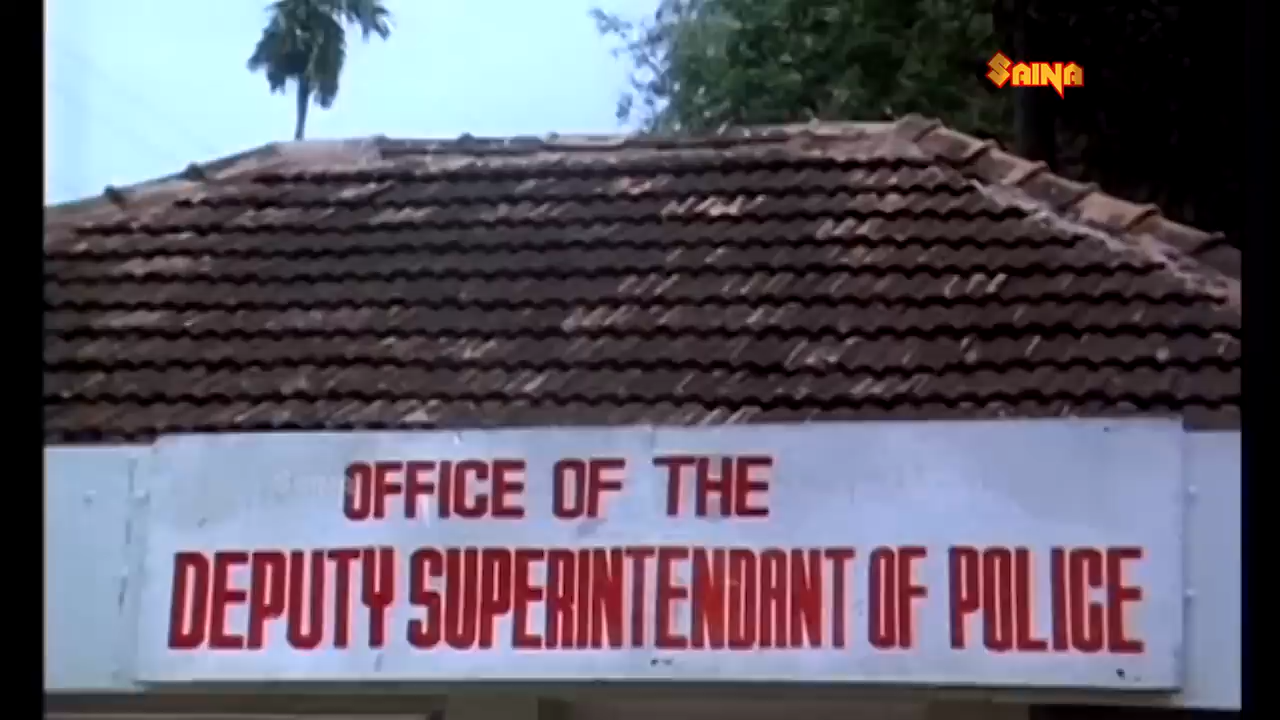 SAINA
OFFICE OF THE
DEPUTY SUPERINTENDANT OF POLICE